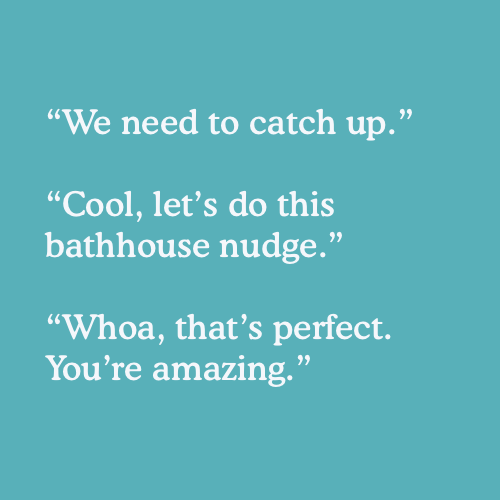 “We need to catch up.”
“Cool, let’s do this
bathhouse nudge.”
“Whoa, that’s perfect.
You’re amazing.”